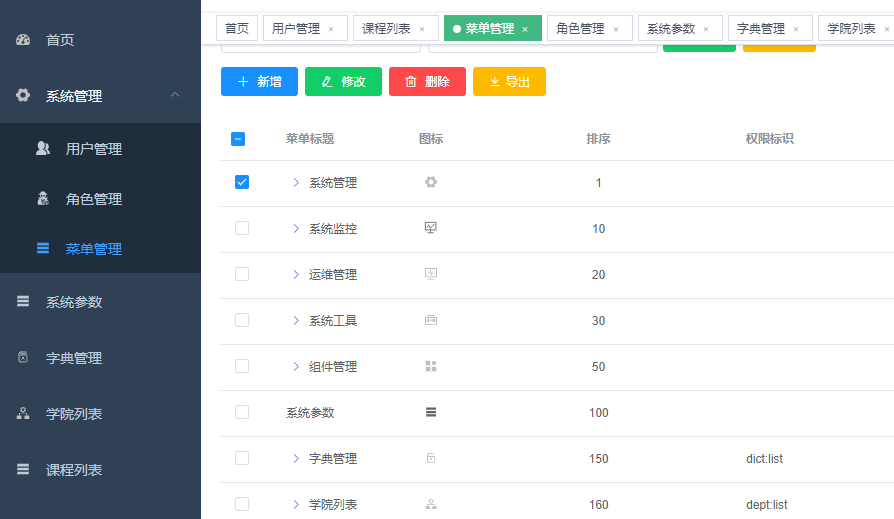 首页
系统管理
用户管理
角色管理
菜单管理
系统参数
字典管理
学院列表
课程列表
首页 用户管理 × 课程列表 × 菜单管理 × 角色管理 × 系统参数 × 字典管理 × 学院列表 ×
新增 修改 删除 导出
菜单标题 图标 排序 权限标识
系统管理 1
系统监控 10
运维管理 20
系统工具 30
组件管理 50
系统参数 100
字典管理 150 dict:list
学院列表 160 dept:list